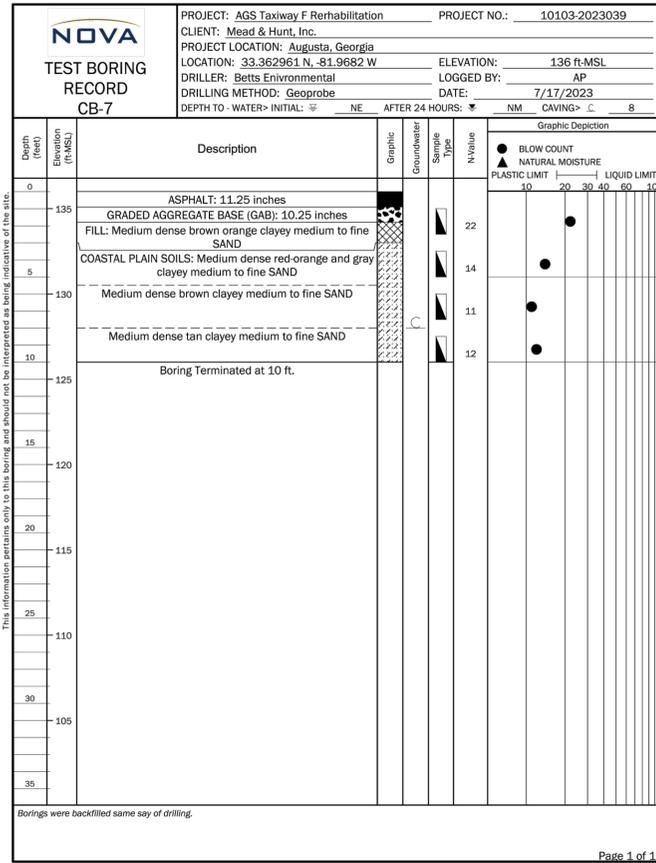 NOVA
TEST BORING
RECORD
CB-7
PROJECT: AGS Taxiway F Rerhabilitation PROJECT NO.: 10103-2023039
CLIENT: Mead & Hunt, Inc.
PROJECT LOCATION: Augusta, Georgia
LOCATION: 33.362961 N, -81.9682 W ELEVATION: 136 ft-MSL
DRILLER: Betts Enivronmental LOGGED BY: AP
DRILLING METHOD: Geoprobe DATE: 7/17/2023
DEPTH TO - WATER> INITIAL: NE AFTER 24 HOURS: NM CAVING> C 8
Depth (feet) Elevation (ft-MSL) Description Graphic Groundwater Sample Type N-Value Graphic Depiction
BLOW COUNT
NATURAL MOISTURE
PLASTIC LIMIT LIQUID LIMIT
10 20 30 40 60 10
0
ASPHALT: 11.25 inches
135
GRADED AGGREGATE BASE (GAB): 10.25 inches
FILL: Medium dense brown orange clayey medium to fine 22
SAND
COASTAL PLAIN SOILS: Medium dense red-orange and gray
clayey medium to fine SAND 14
5
130
Medium dense brown clayey medium to fine SAND
11
C
Medium dense tan clayey medium to fine SAND
12
10
Boring Terminated at 10 ft.
125
15
120
20
115
25
110
30
105
35
Borings were backfilled same say of drilling.
Page 1 of 1
This information pertains only to this boring and should not be interpreted as being indicative of the site.